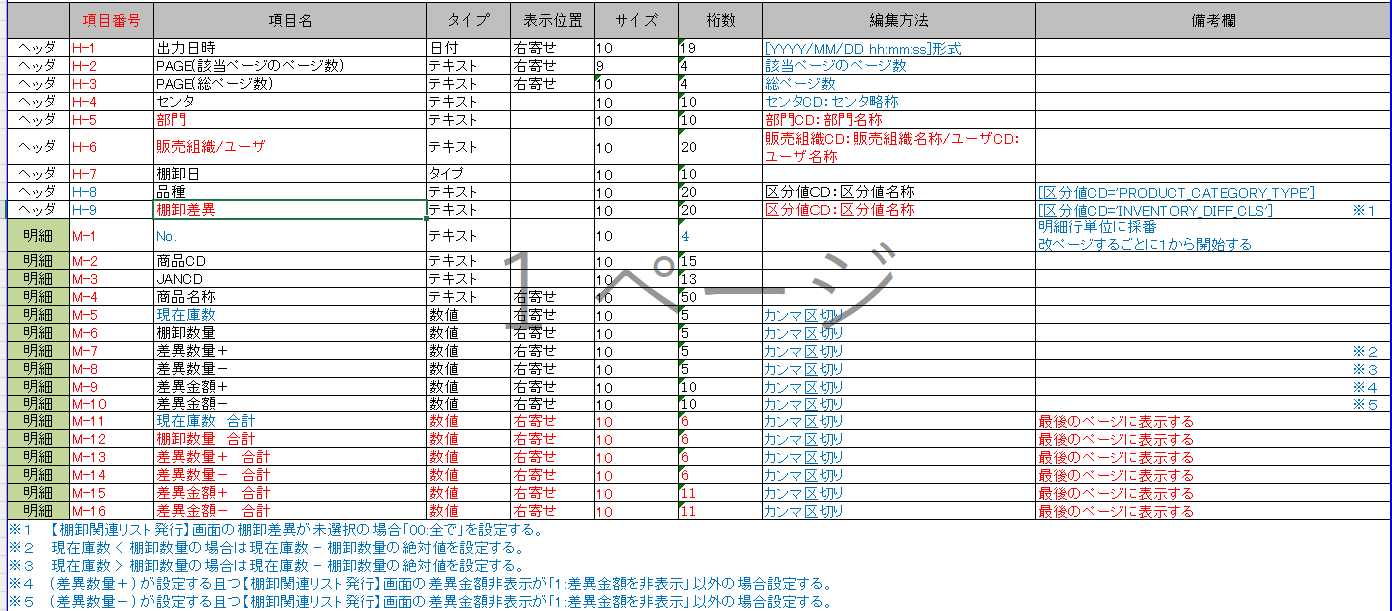 項目番号 項目名 タイプ 表示位置 サイズ 桁数 編集方法 備考欄
ヘッダ H-1 出力日時 日付 右寄せ 10 19 [YYYY/MM/DD hh:mm:ss]形式
ヘッダ H-2 PAGE(該当ページのページ数) テキスト 右寄せ 9 4 該当ページのページ数
ヘッダ H-3 PAGE(総ページ数) テキスト 右寄せ 10 4 総ページ数
ヘッダ H-4 センタ テキスト 10 10 センタCD:センタ略称
ヘッダ H-5 部門 テキスト 10 10 部門CD:部門名称
ヘッダ H-6 販売組織/ユーザ テキスト 10 20 販売組織CD:販売組織名称/ユーザCD:
ユーザ名称
ヘッダ H-7 棚卸日 タイプ 10 10
ヘッダ H-8 品種 テキスト 10 20 区分値CD:区分値名称 [[区分値CD='PRODUCT_CATEGORY_TYPE']
ヘッダ H-9 棚卸差異 テキスト 10 20 区分値CD:区分値名称 [[区分値CD='INVENTORY_DIFF_CLS'] ※1
明細 M-1 No. テキスト 10 4 明細行単位に採番
改ページするごとに1から開始する
明細 M-2 商品CD テキスト 10 15
明細 M-3 JANCD テキスト 10 13
明細 M-4 商品名称 テキスト 右寄せ 10 50
明細 M-5 現在庫数 数値 右寄せ 10 5 カンマ区切り
明細 M-6 棚卸数量 数値 右寄せ 10 5 カンマ区切り
明細 M-7 差異数量+ 数値 右寄せ 10 5 カンマ区切り ※2
明細 M-8 差異数量- 数値 右寄せ 10 5 カンマ区切り ※3
明細 M-9 差異金額+ 数値 右寄せ 10 10 カンマ区切り ※4
明細 M-10 差異金額- 数値 右寄せ 10 10 カンマ区切り ※5
明細 M-11 現在庫数 合計 数値 右寄せ 10 6 カンマ区切り 最後のページに表示する
明細 M-12 棚卸数量 合計 数値 右寄せ 10 6 カンマ区切り 最後のページに表示する
明細 M-13 差異数量+ 合計 数値 右寄せ 10 6 カンマ区切り 最後のページに表示する
明細 M-14 差異数量- 合計 数値 右寄せ 10 6 カンマ区切り 最後のページに表示する
明細 M-15 差異金額+ 合計 数値 右寄せ 10 11 カンマ区切り 最後のページに表示する
明細 M-16 差異金額- 合計 数値 右寄せ 10 11 カンマ区切り 最後のページに表示する
1 ページ
※1 【棚卸関連リスト発行】画面の棚卸差異が未選択の場合「00:全て」を設定する。
※2 現在庫数 < 棚卸数量の場合は現在庫数 - 棚卸数量の絶対値を設定する。
※3 現在庫数 > 棚卸数量の場合は現在庫数 - 棚卸数量の絶対値を設定する。
※4 (差異数量+)が設定する且つ【棚卸関連リスト発行】画面の差異金額非表示が「1:差異金額を非表示」以外の場合設定する。
※5 (差異数量-)が設定する且つ【棚卸関連リスト発行】画面の差異金額非表示が「1:差異金額を非表示」以外の場合設定する。